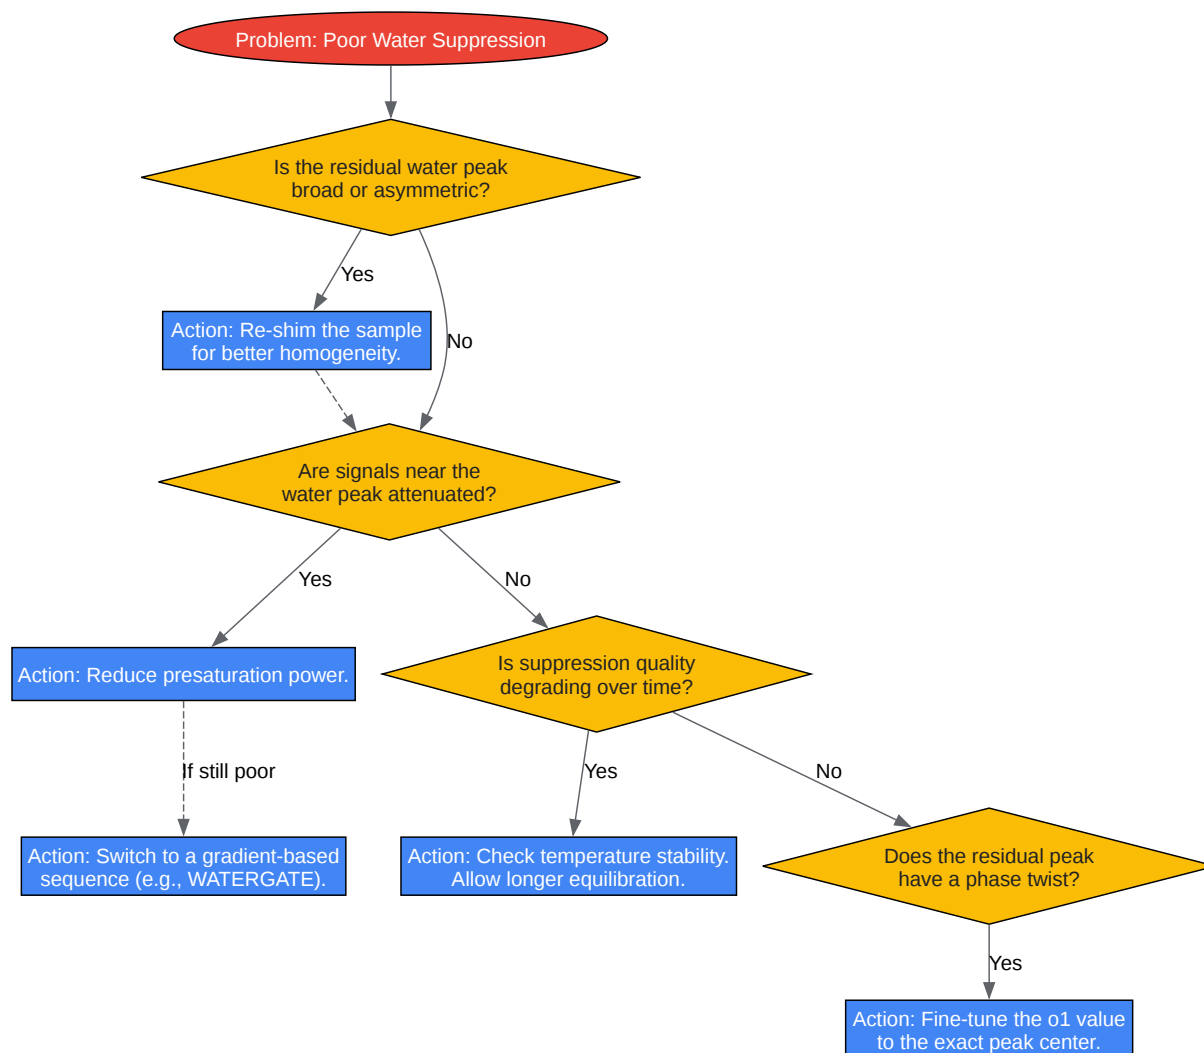 Problem: Poor Water Suppression
Is the residual water peak
broad or asymmetric?
Yes
No
Action: Re-shim the sample
for better homogeneity.
Are signals near the
water peak attenuated?
Yes
No
Action: Reduce presaturation power.
Is suppression quality
degrading over time?
If still poor
Yes
No
Action: Switch to a gradient-based
sequence (e.g., WATERGATE).
Action: Check temperature stability.
Allow longer equilibration.
Does the residual peak
have a phase twist?
Yes
Action: Fine-tune the o1 value
to the exact peak center.